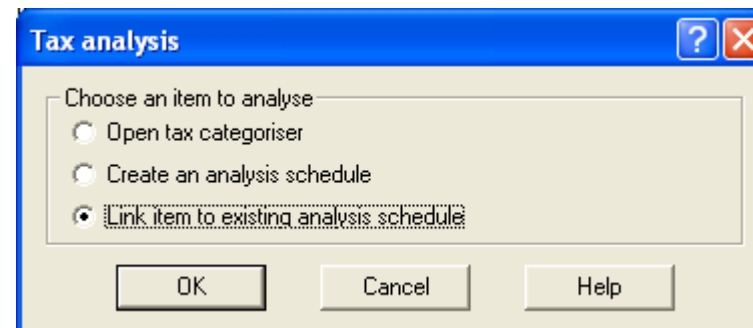 Tax analysis
Choose an item to analyse
Open tax categoriser
Create an analysis schedule
Link item to existing analysis schedule
OK Cancel Help